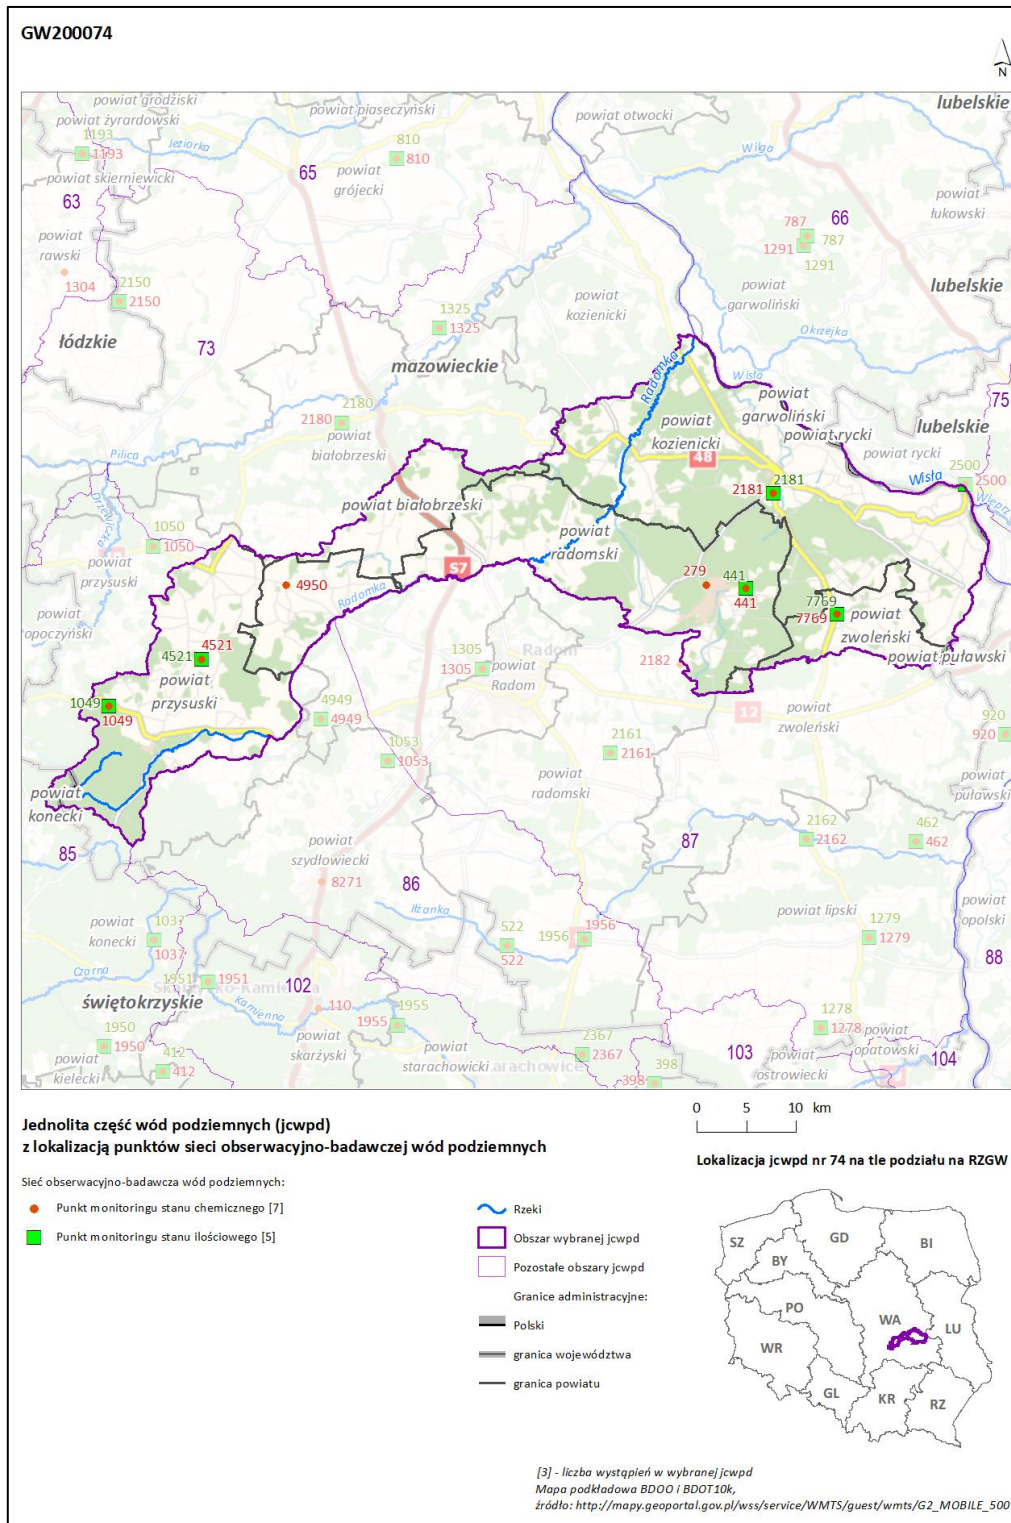 GW200074
N
powiat grodziski
powiat żyrardowski
powiat piaseczyński
powiat otwocki
lubelskie
1193
1193
Jeziorka
810
810
Wilga
powiat skierniewicki
65
powiat
grójecki
63
66
powiat
łukowski
powiat
rawski
787
787
1291
1291
1304
2150
2150
powiat
garwoliński
lubelskie
powiat
kozienicki
1325
1325
Okrzejka
łódzkie
73
mazowieckie
Radomka
Wisła
powiat
garwoliński
75
2180
2180
powiat
kozienicki
lubelskie
powiat
białobrzeski
powiat rycki
powiat rycki
Pilica
48
Drzewiczka
powiat białobrzeski
2181
2181
Wisła
2500
2500
Wieprz
1050
1050
powiat
przysuski
powiat
radomski
S7
279
441
441
4950
Radomka
7769
7769
powiat
zwoleński
powiat
opoczyński
1305
1305
Radom
powiat
Radom
2182
powiat puławski
4521
4521
powiat
przysuski
1049
1049
4949
4949
12
powiat
zwoleński
920
920
1053
2161
2161
powiat
konecki
powiat
radomski
powiat
puławski
85
powiat
szydłowiecki
87
2162
2162
462
462
8271
86
powiat
konecki
1037
1037
Iłżanka
1956
1956
powiat lipski
powiat
opolski
522
522
1279
1279
88
Czarna
1951
1951
102
świętokrzyskie
Kamienna
110
1955
1955
1278
1278
1950
1950
powiat
skarżyski
powiat
kielecki
412
412
powiat
starachowicki
2367
2367
103
powiat
opatowski
104
powiat
ostrowiecki
398
398
Jednolita część wód podziemnych (jcwpd)
z lokalizacją punktów sieci obserwacyjno-badawczej wód podziemnych
0 5 10 km
Lokalizacja jcwpd nr 74 na tle podziału na RZGW
Sieć obserwacyjno-badawcza wód podziemnych:
Punkt monitoringu stanu chemicznego [7]
Punkt monitoringu stanu ilościowego [5]
Rzeki
Obszar wybranej jcwpd
Pozostałe obszary jcwpd
Granice administracyjne:
Polski
granica województwa
granica powiatu
SZ
GD
BI
BY
PO
WA
LU
WR
GL
KR
RZ
[3] - liczba wystąpień w wybranej jcwpd
Mapa podkładowa BDOO i BDOT10k,
źródło: http://mapy.geoportal.gov.pl/wss/service/WMTS/guest/wmts/G2_MOBILE_500